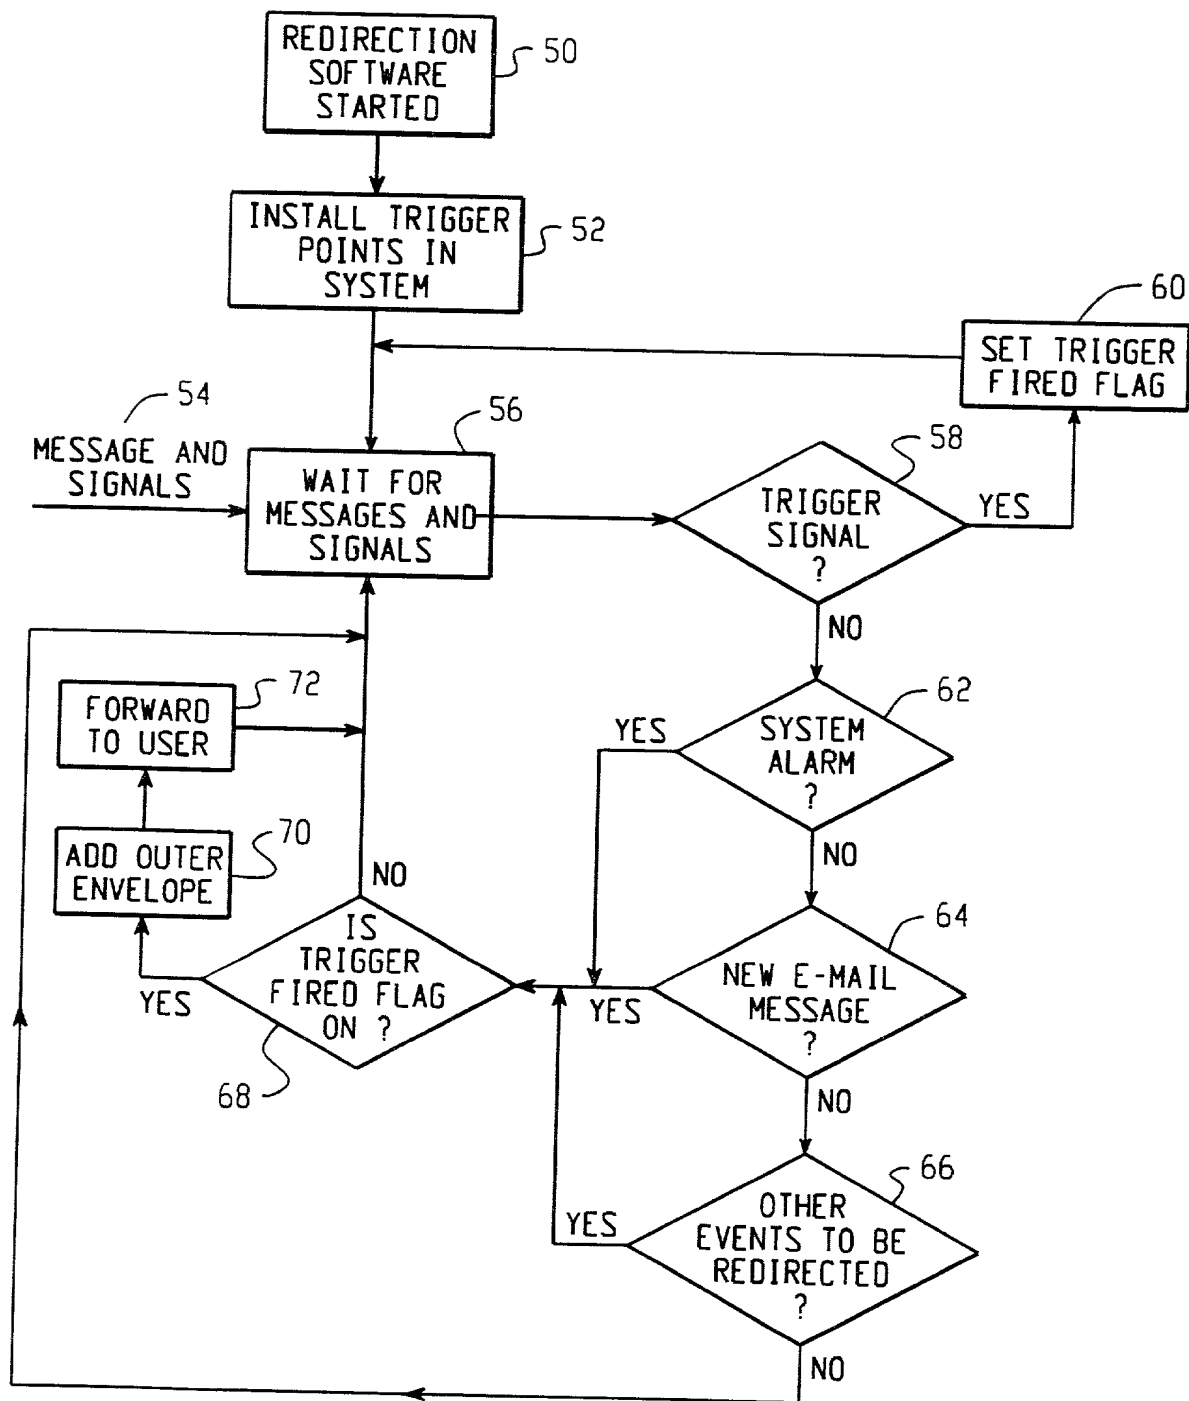 REDIRECTION
SOFTWARE
STARTED
50
INSTALL TRIGGER
POINTS IN
SYSTEM
52
60
SET TRIGGER
FIRED FLAG
54
MESSAGE AND
SIGNALS
56
WAIT FOR
MESSAGES AND
SIGNALS
58
TRIGGER
SIGNAL
?
YES
NO
62
SYSTEM
ALARM
?
YES
NO
72
FORWARD
TO USER
70
ADD OUTER
ENVELOPE
NO
IS
TRIGGER
FIRED FLAG
ON ?
YES
68
64
NEW E-MAIL
MESSAGE
?
YES
NO
66
OTHER
EVENTS TO BE
REDIRECTED
?
YES
NO